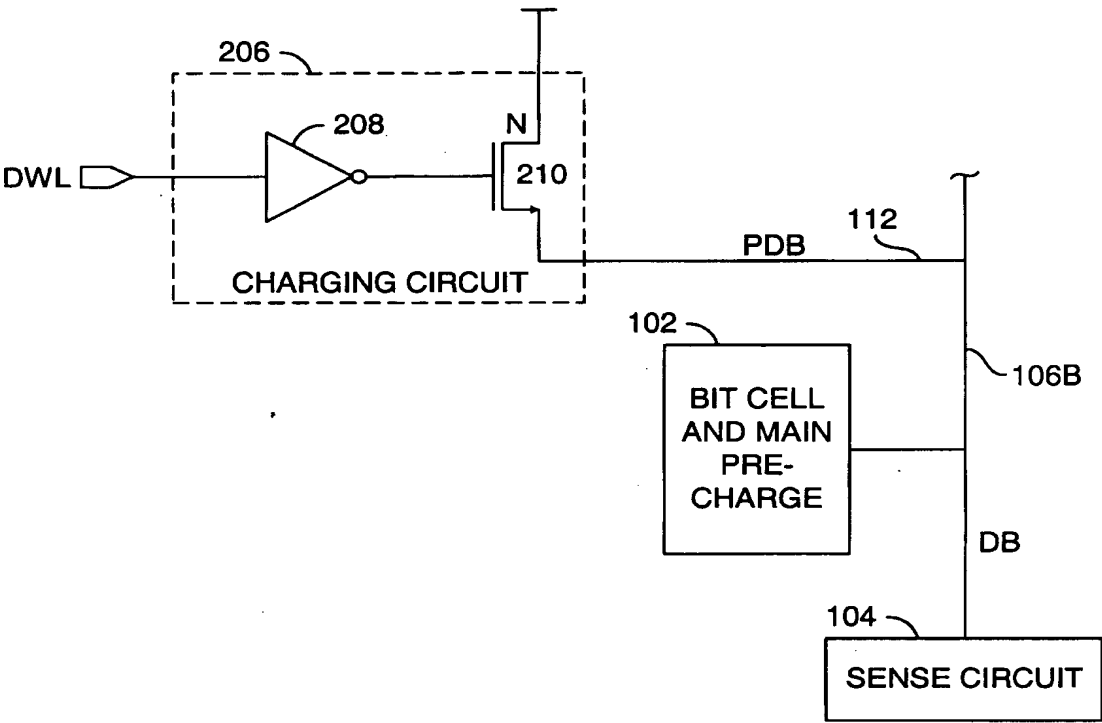 206
208
N
210
DWL
CHARGING CIRCUIT
PDB
112
102
106B
BIT CELL
AND MAIN
PRE-
CHARGE
DB
104
SENSE CIRCUIT